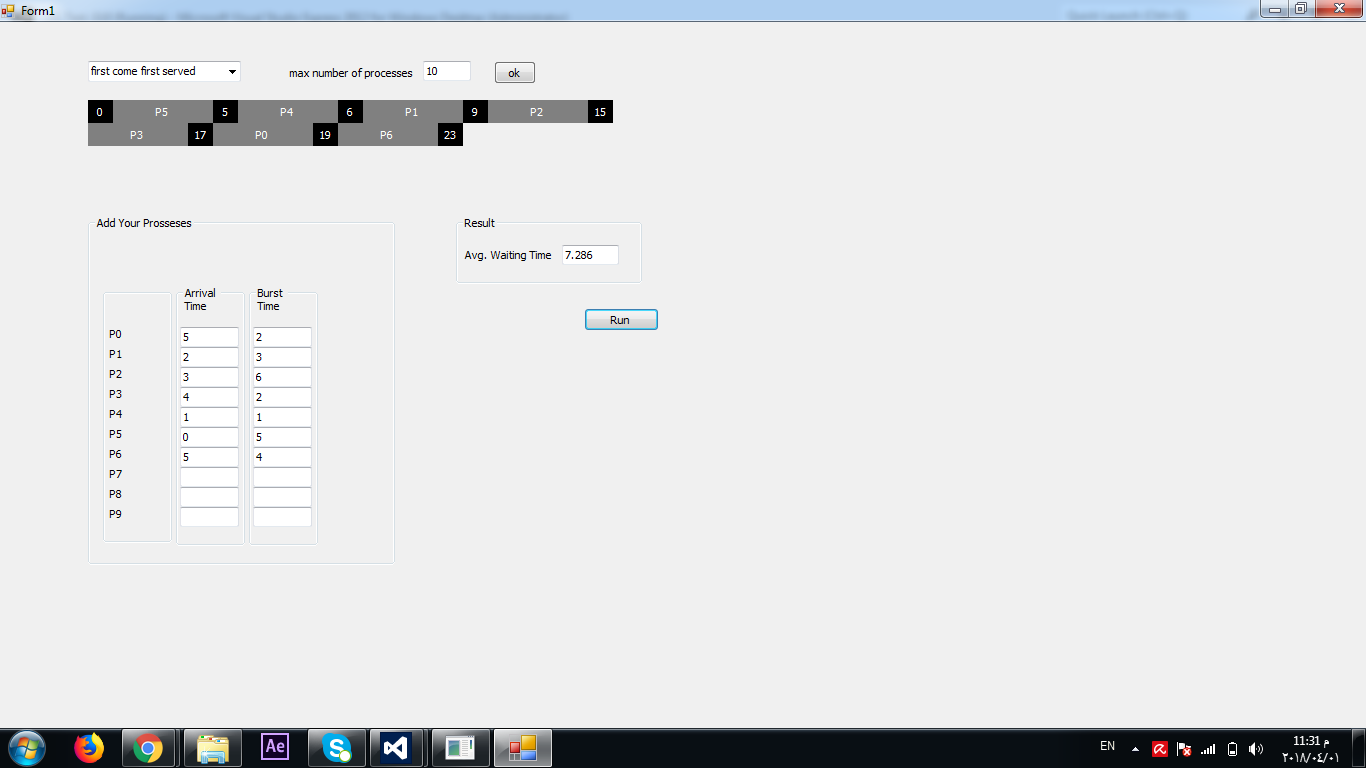 Form1
first come first served max number of processes 10 ok
0 P5 5 P4 6 P1 9 P2 15
P3 17 P0 19 P6 23
Add Your Prosseses
Result
Avg. Waiting Time 7.286
Arrival Time
Burst Time
Run
P0 5 2
P1 2 3
P2 3 6
P3 4 2
P4 1 1
P5 0 5
P6 5 4
P7
P8
P9
Ae
EN
11:31 م
٢٠١٨/٠٤/٠١